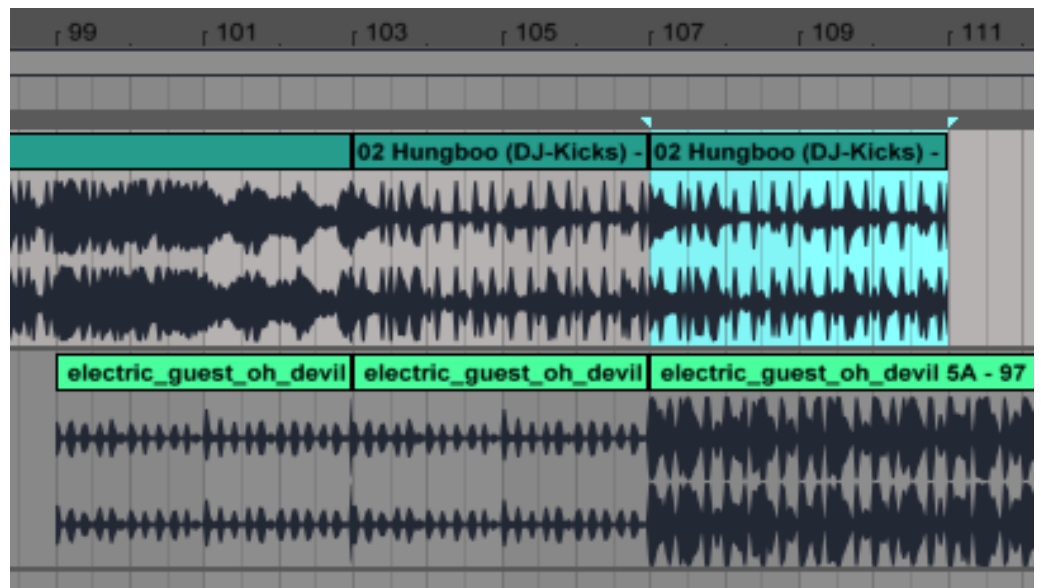 99 101 103 105 107 109 111
02 Hungboo (DJ-Kicks) - 02 Hungboo (DJ-Kicks) -
electric_guest_oh_devil electric_guest_oh_devil electric_guest_oh_devil 5A - 97